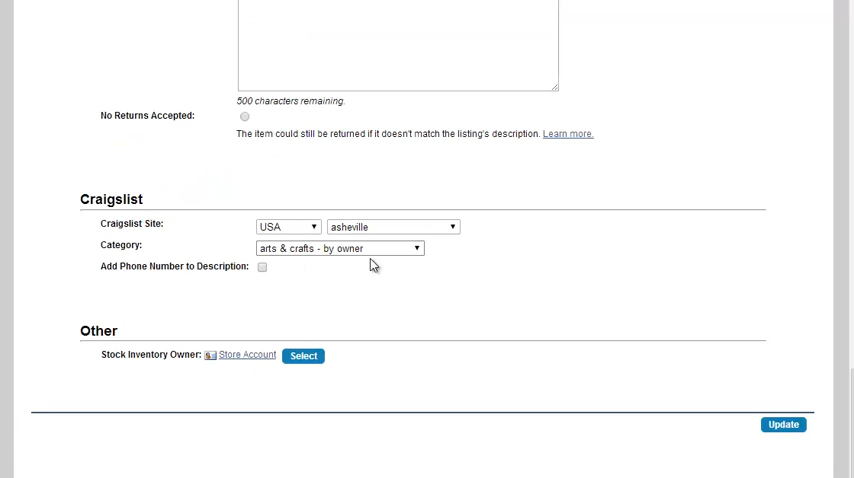 500 characters remaining.
No Returns Accepted:
The item could still be returned if it doesn't match the listing's description. Learn more.
Craigslist
Craigslist Site: USA asheville
Category: arts & crafts - by owner
Add Phone Number to Description:
Other
Stock Inventory Owner: Store Account Select
Update